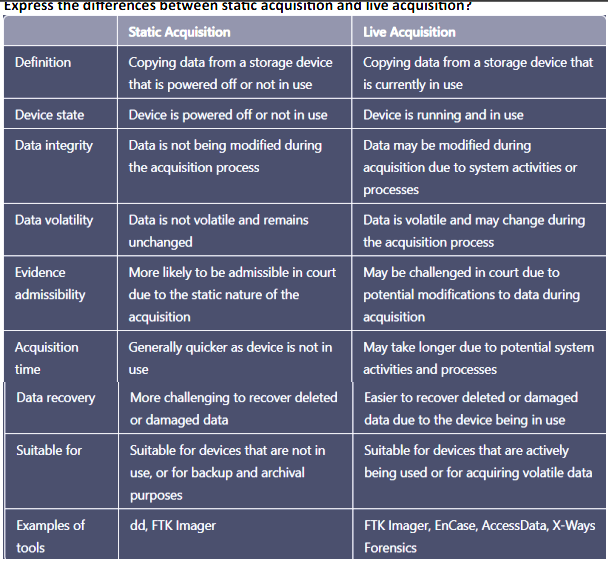 Express the differences between static acquisition and live acquisition?
Static Acquisition
Live Acquisition
Definition
Copying data from a storage device
that is powered off or not in use
Copying data from a storage device that
is currently in use
Device state
Device is powered off or not in use
Device is running and in use
Data integrity
Data is not being modified during
the acquisition process
Data may be modified during
acquisition due to system activities or
processes
Data volatility
Data is not volatile and remains
unchanged
Data is volatile and may change during
the acquisition process
Evidence
admissibility
More likely to be admissible in court
due to the static nature of the
acquisition
May be challenged in court due to
potential modifications to data during
acquisition
Acquisition
time
Generally quicker as device is not in
use
May take longer due to potential system
activities and processes
Data recovery
More challenging to recover deleted
or damaged data
Easier to recover deleted or damaged
data due to the device being in use
Suitable for
Suitable for devices that are not in
use, or for backup and archival
purposes
Suitable for devices that are actively
being used or for acquiring volatile data
Examples of
tools
dd, FTK Imager
FTK Imager, EnCase, AccessData, X-Ways
Forensics